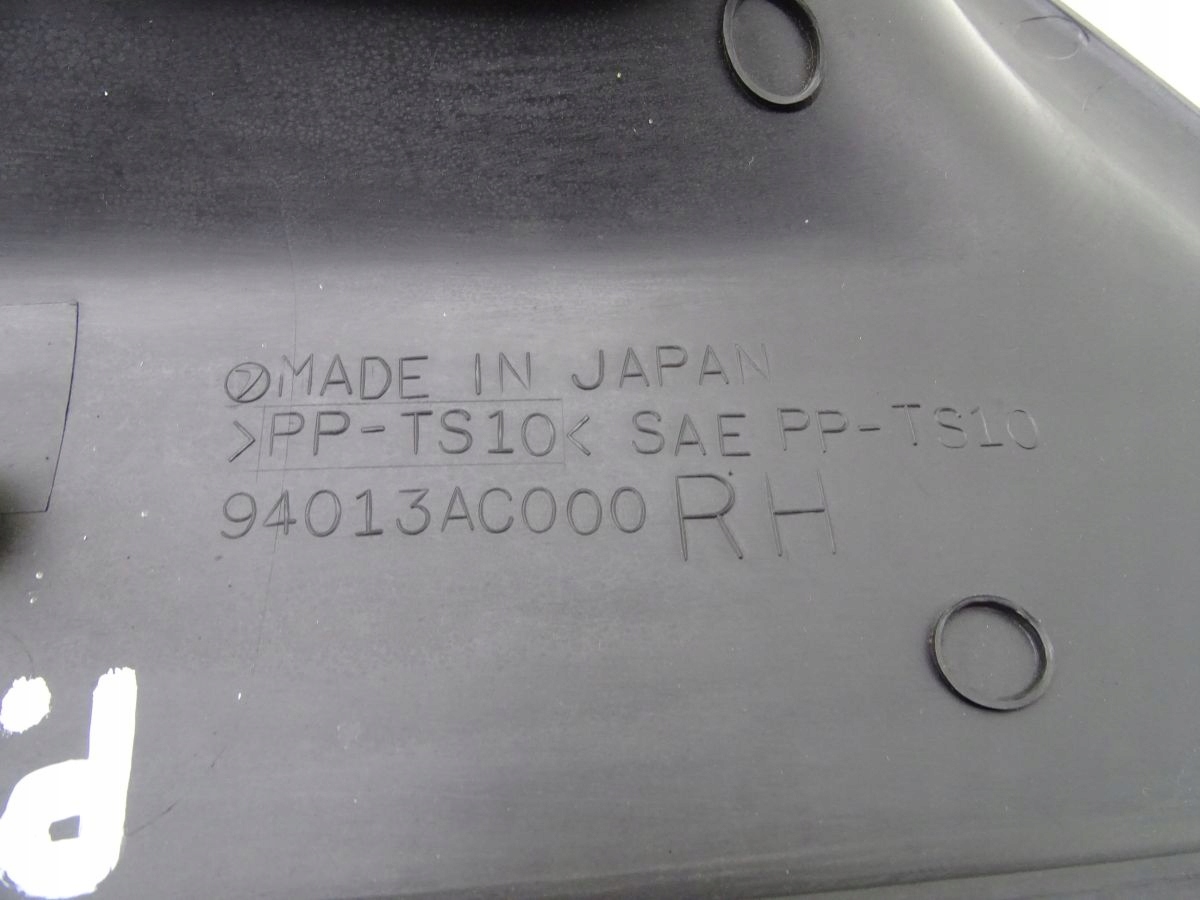 MADE IN JAPAN
>PP-TS10< SAE PP-TS10
94013AC000 RH